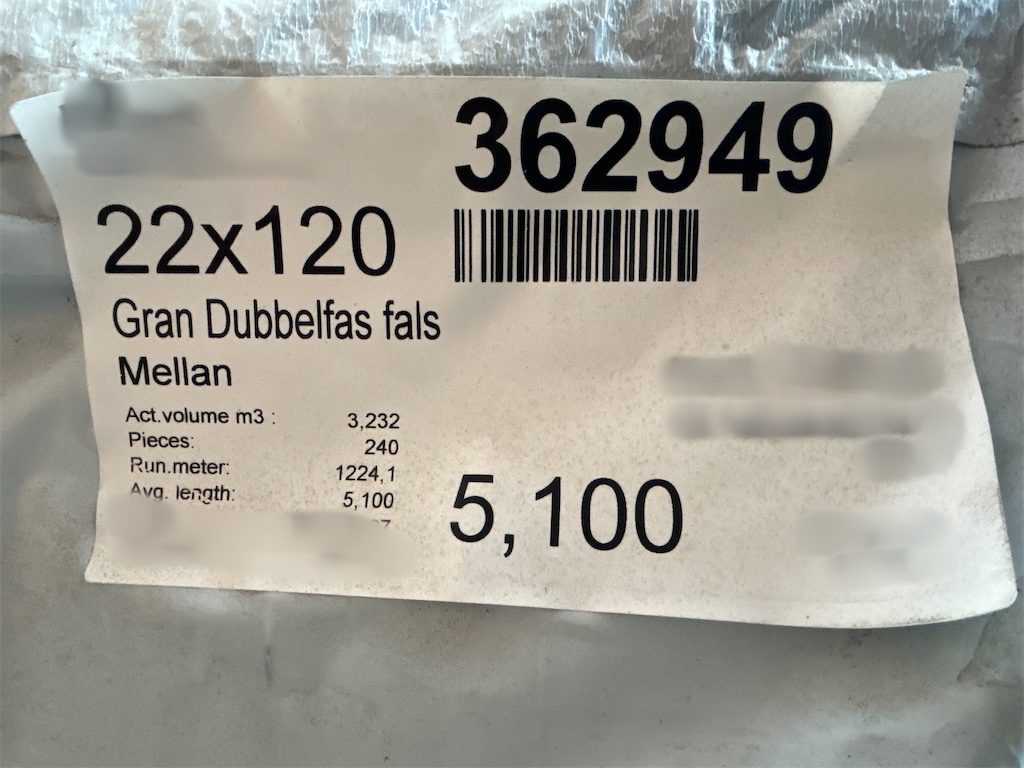 362949
22x120
Gran Dubbelfas fals
Mellan
Act.volume m3 : 3,232
Pieces: 240
Run.meter: 1224,1
Avg. length: 5,100
5,100